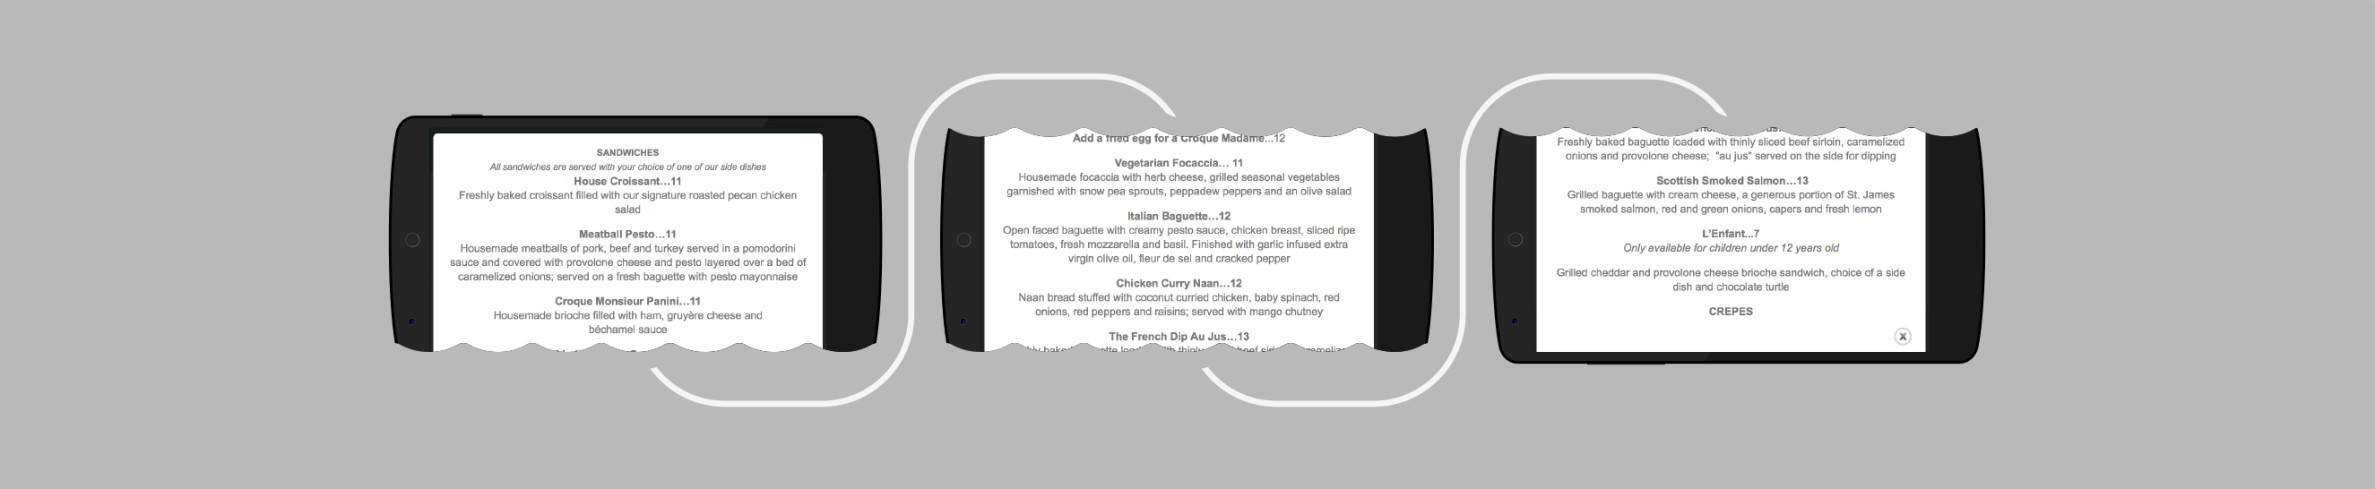 SANDWICHES
All sandwiches are served with your choice of one of our side dishes
House Croissant...11
Freshly baked croissant filled with our signature roasted pecan chicken
salad
Meatball Pesto...11
Housemade meatballs of pork, beef and turkey served in a pomodorini
sauce and covered with provolone cheese and pesto layered over a bed of
caramelized onions; served on a fresh baguette with pesto mayonnaise
Croque Monsieur Panini...11
Housemade brioche filled with ham, gruyère cheese and
béchamel sauce
Add a fried egg for a Croque Madame...12
Vegetarian Focaccia... 11
Housemade focaccia with herb cheese, grilled seasonal vegetables
garnished with snow pea sprouts, peppadew peppers and an olive salad
Italian Baguette...12
Open faced baguette with creamy pesto sauce, chicken breast, sliced ripe
tomatoes, fresh mozzarella and basil. Finished with garlic infused extra
virgin olive oil, fleur de sel and cracked pepper
Chicken Curry Naan...12
Naan bread stuffed with coconut curried chicken, baby spinach, red
onions, red peppers and raisins; served with mango chutney
The French Dip Au Jus...13
Freshly baked baguette loaded with thinly sliced beef sirloin, caramelized
onions and provolone cheese; "au jus" served on the side for dipping
Scottish Smoked Salmon...13
Grilled baguette with cream cheese, a generous portion of St. James
smoked salmon, red and green onions, capers and fresh lemon
L'Enfant...7
Only available for children under 12 years old
Grilled cheddar and provolone cheese brioche sandwich, choice of a side
dish and chocolate turtle
CREPES
x